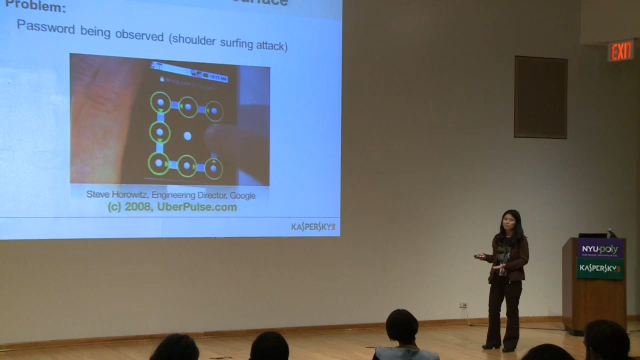 Problem:
Password being observed (shoulder surfing attack)
Steve Horowitz, Engineering Director, Google
(c) 2008, UberPulse.com
KASPERSKY
EXIT
NYU-poly
KASPERSKY